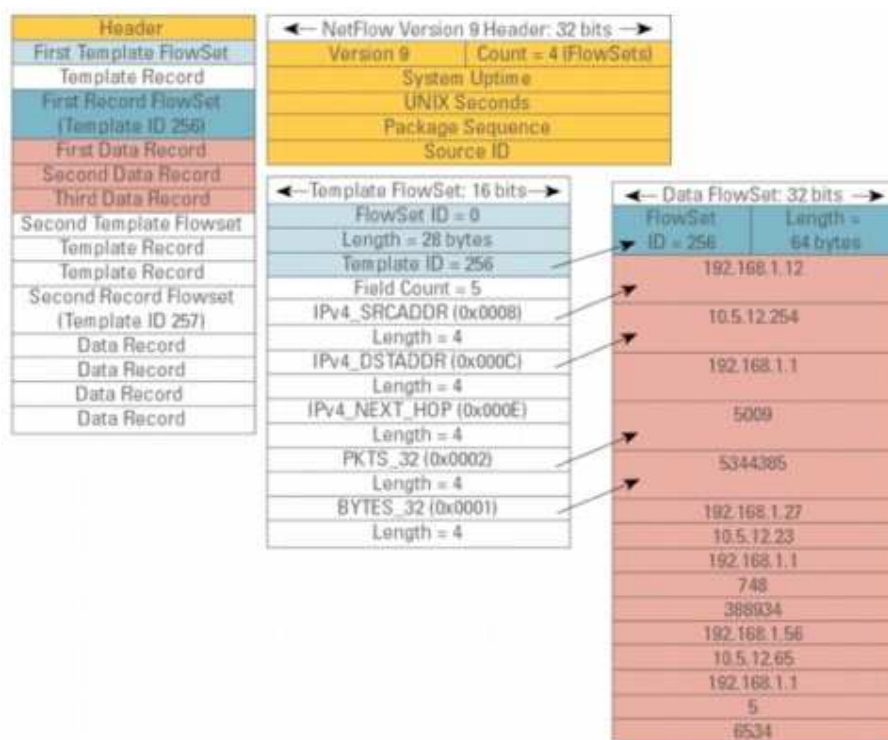 Header
First Template FlowSet
Template Record
First Record FlowSet
(Template ID 256)
First Data Record
Second Data Record
Third Data Record
Second Template Flowset
Template Record
Template Record
Second Record Flowset
(Template ID 257)
Data Record
Data Record
Data Record
Data Record
NetFlow Version 9 Header: 32 bits
Version 9 Count = 4 (FlowSets)
System Uptime
UNIX Seconds
Package Sequence
Source ID
Template FlowSet: 16 bits
FlowSet ID = 0
Length = 28 bytes
Template ID = 256
Field Count = 5
IPv4_SRCADDR (0x0008)
Length = 4
IPv4_DSTADDR (0x000C)
Length = 4
IPv4_NEXT_HOP (0x000E)
Length = 4
PKTS_32 (0x0002)
Length = 4
BYTES_32 (0x0001)
Length = 4
Data FlowSet: 32 bits
FlowSet Length =
ID = 256 64 bytes
192.168.1.12
10.5.12.254
192.168.1.1
5009
5344385
192.168.1.27
10.5.12.23
192.168.1.1
748
388934
192.168.1.56
10.5.12.65
192.168.1.1
5
6534